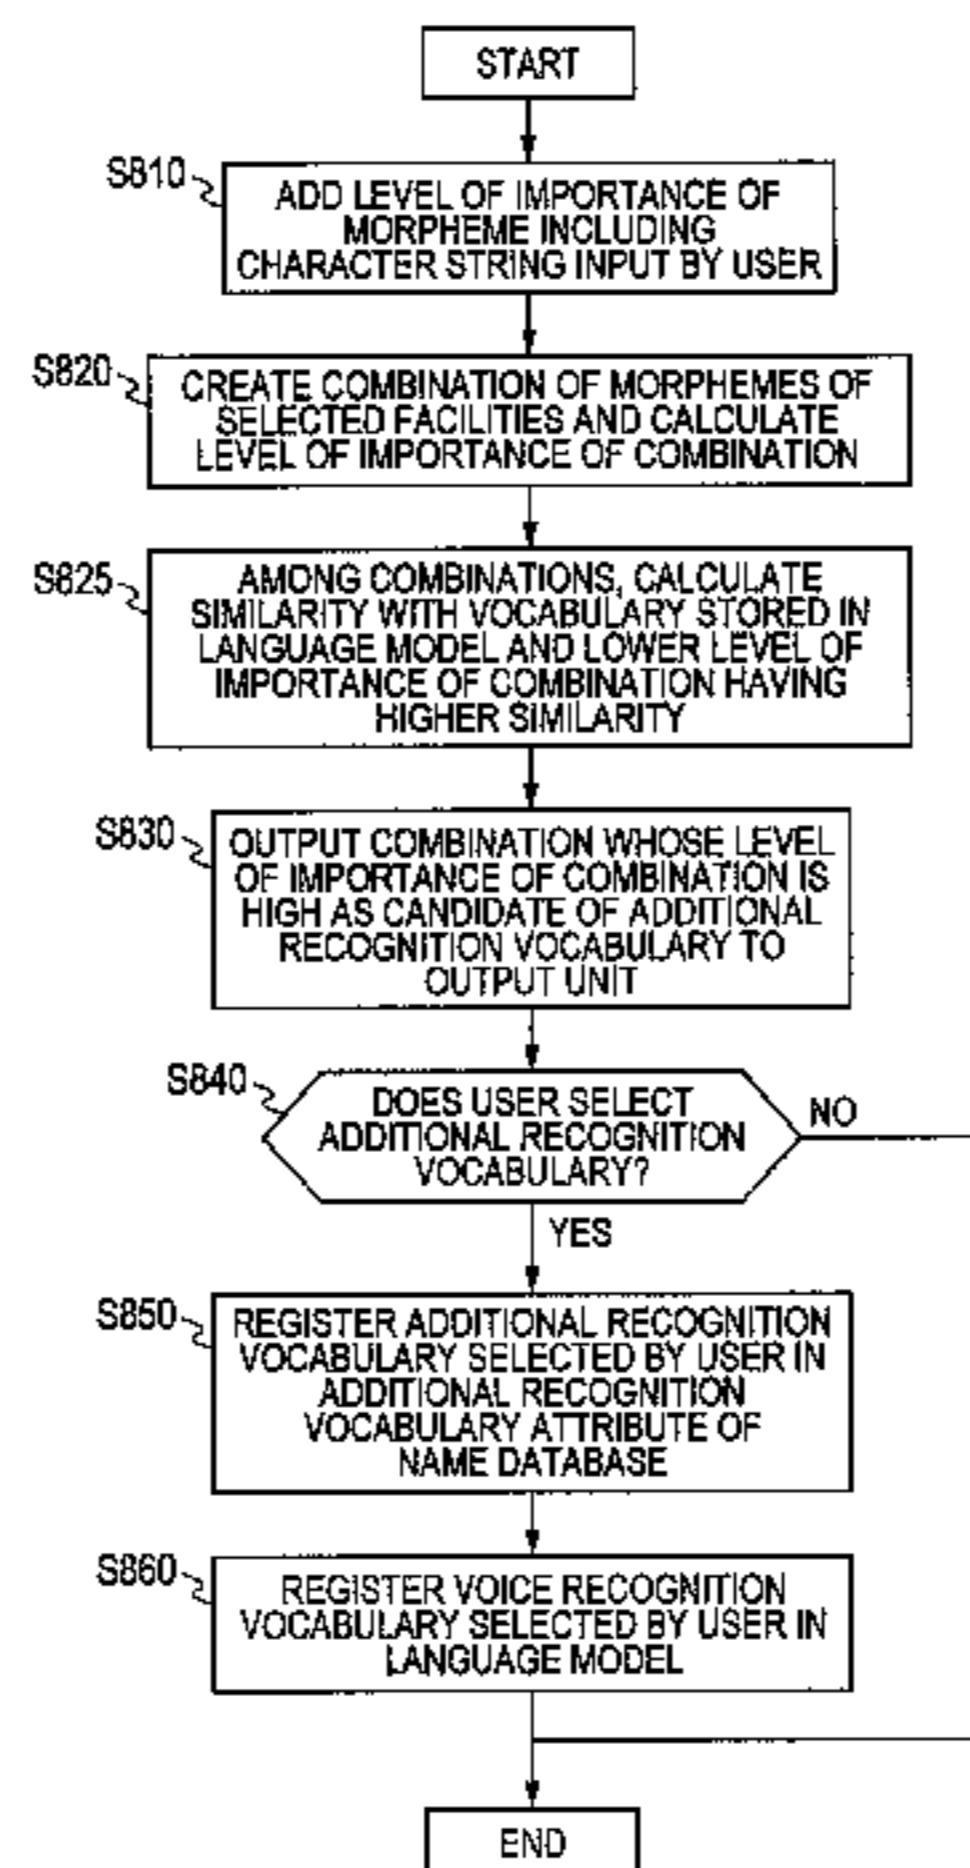 START
S810
ADD LEVEL OF IMPORTANCE OF
MORPHEME INCLUDING
CHARACTER STRING INPUT BY USER
S820
CREATE COMBINATION OF MORPHEMES OF
SELECTED FACILITIES AND CALCULATE
LEVEL OF IMPORTANCE OF COMBINATION
S825
AMONG COMBINATIONS, CALCULATE
SIMILARITY WITH VOCABULARY STORED IN
LANGUAGE MODEL AND LOWER LEVEL OF
IMPORTANCE OF COMBINATION HAVING
HIGHER SIMILARITY
S830
OUTPUT COMBINATION WHOSE LEVEL
OF IMPORTANCE OF COMBINATION IS
HIGH AS CANDIDATE OF ADDITIONAL
RECOGNITION VOCABULARY TO
OUTPUT UNIT
S840
DOES USER SELECT
ADDITIONAL RECOGNITION
VOCABULARY?
NO
YES
S850
REGISTER ADDITIONAL RECOGNITION
VOCABULARY SELECTED BY USER IN
ADDITIONAL RECOGNITION
VOCABULARY ATTRIBUTE OF
NAME DATABASE
S860
REGISTER VOICE RECOGNITION
VOCABULARY SELECTED BY USER IN
LANGUAGE MODEL
END